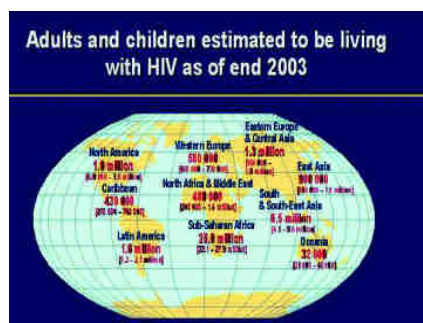 Adults and children estimated to be living
with HIV as of end 2003
Eastern Europe
& Central Asia
1.3 million
Western Europe
580 000
North America
1.0 million
East Asia
900 000
Caribbean
430 000
North Africa & Middle East
480 000
South
& South-East Asia
6.5 million
Sub-Saharan Africa
25.0 million
Latin America
1.6 million
Oceania
32 000